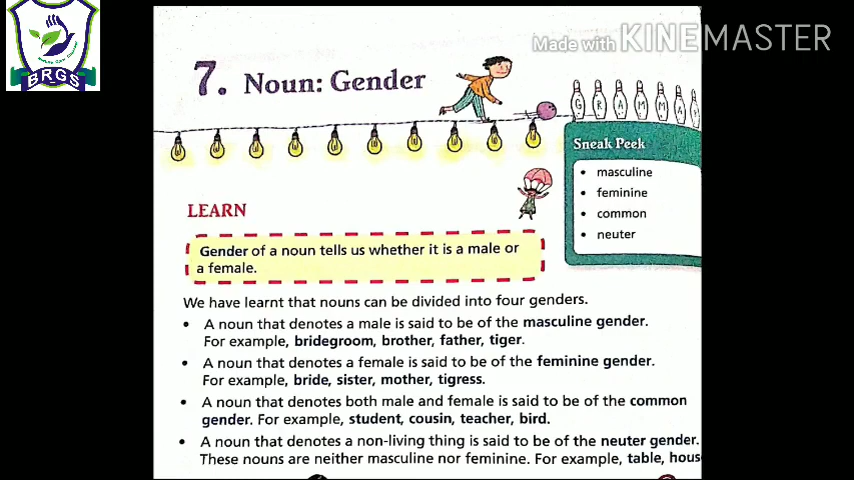 BRGS
Made with KINEMASTER
7. Noun: Gender
G R A M M A
Sneak Peek
• masculine
• feminine
• common
• neuter
LEARN
Gender of a noun tells us whether it is a male or
a female.
We have learnt that nouns can be divided into four genders.
• A noun that denotes a male is said to be of the masculine gender.
For example, bridegroom, brother, father, tiger.
• A noun that denotes a female is said to be of the feminine gender.
For example, bride, sister, mother, tigress.
• A noun that denotes both male and female is said to be of the common
gender. For example, student, cousin, teacher, bird.
• A noun that denotes a non-living thing is said to be of the neuter gender.
These nouns are neither masculine nor feminine. For example, table,